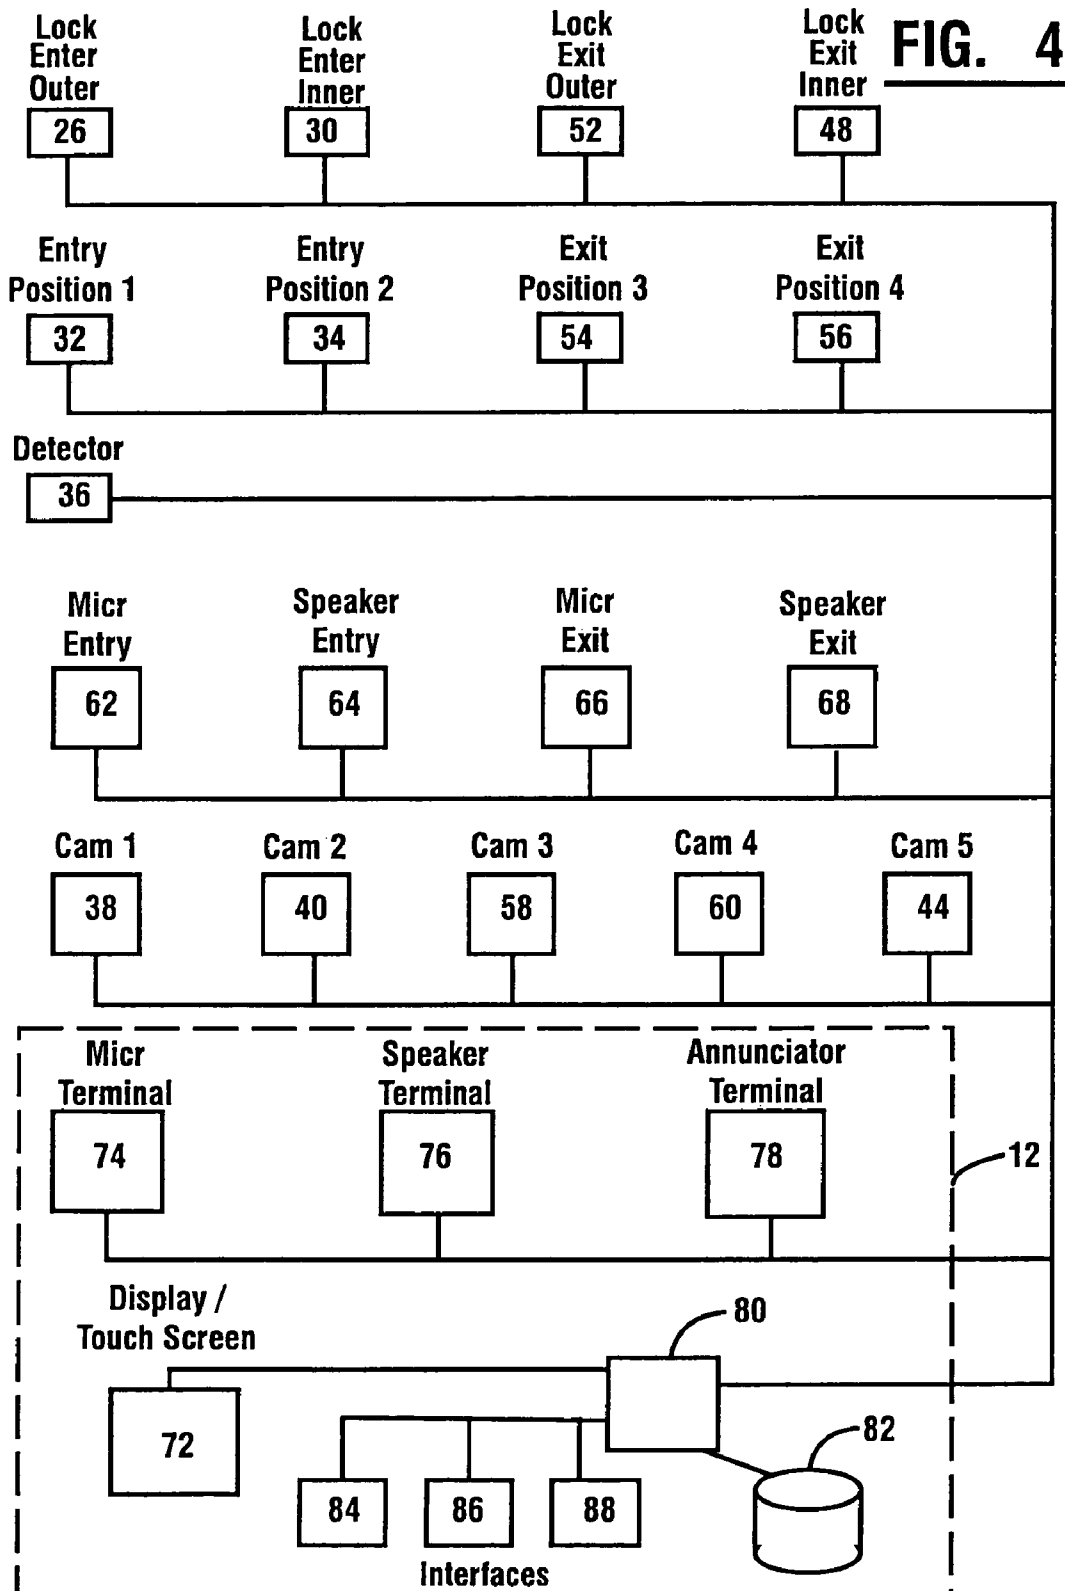 FIG. 4
Lock Enter Outer
Lock Enter Inner
Lock Exit Outer
Lock Exit Inner
26
30
52
48
Entry Position 1
Entry Position 2
Exit Position 3
Exit Position 4
32
34
54
56
Detector
36
Micr Entry
Speaker Entry
Micr Exit
Speaker Exit
62
64
66
68
Cam 1
Cam 2
Cam 3
Cam 4
Cam 5
38
40
58
60
44
Micr Terminal
Speaker Terminal
Annunciator Terminal
74
76
78
12
Display / Touch Screen
80
72
82
84
86
88
Interfaces